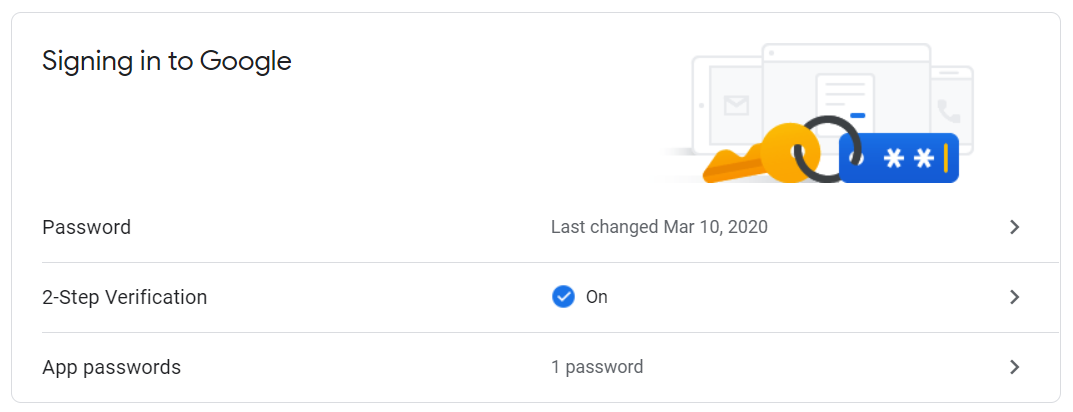 Signing in to Google
**
Password Last changed Mar 10, 2020
2-Step Verification On
App passwords 1 password